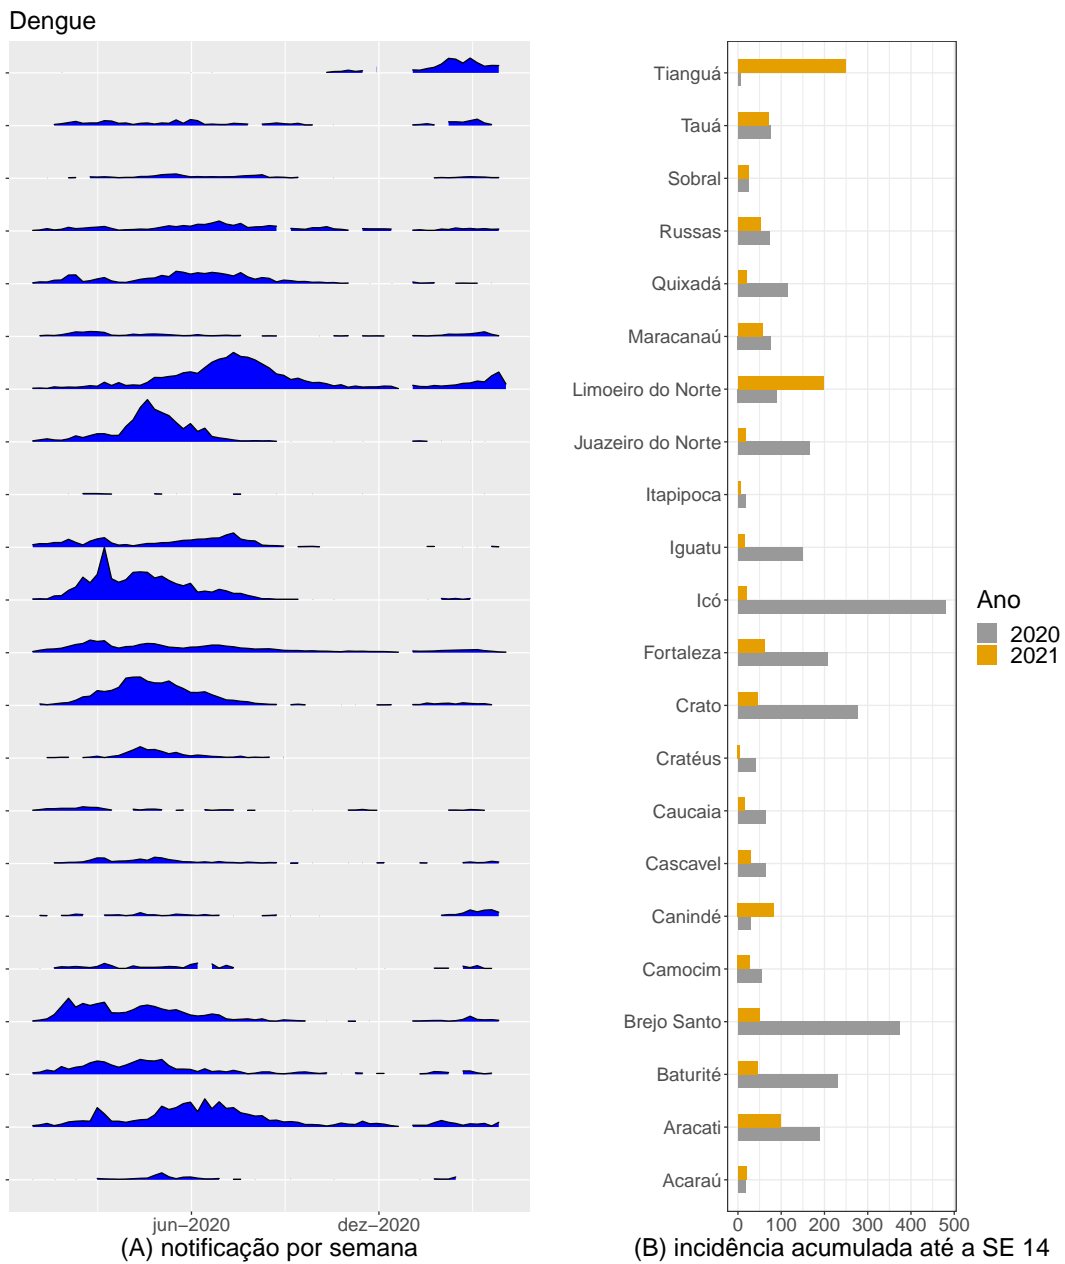 Dengue
Tianguá
Tauá
Sobral
Russas
Quixadá
Maracanaú
Limoeiro do Norte
Juazeiro do Norte
Itapipoca
Iguatu
Icó
Fortaleza
Crato
Cratéus
Caucaia
Cascavel
Canindé
Camocim
Brejo Santo
Baturité
Aracati
Acaraú
Ano
2020
2021
jun−2020 dez−2020
0 100 200 300 400 500
(A) notificação por semana
(B) incidência acumulada até a SE 14